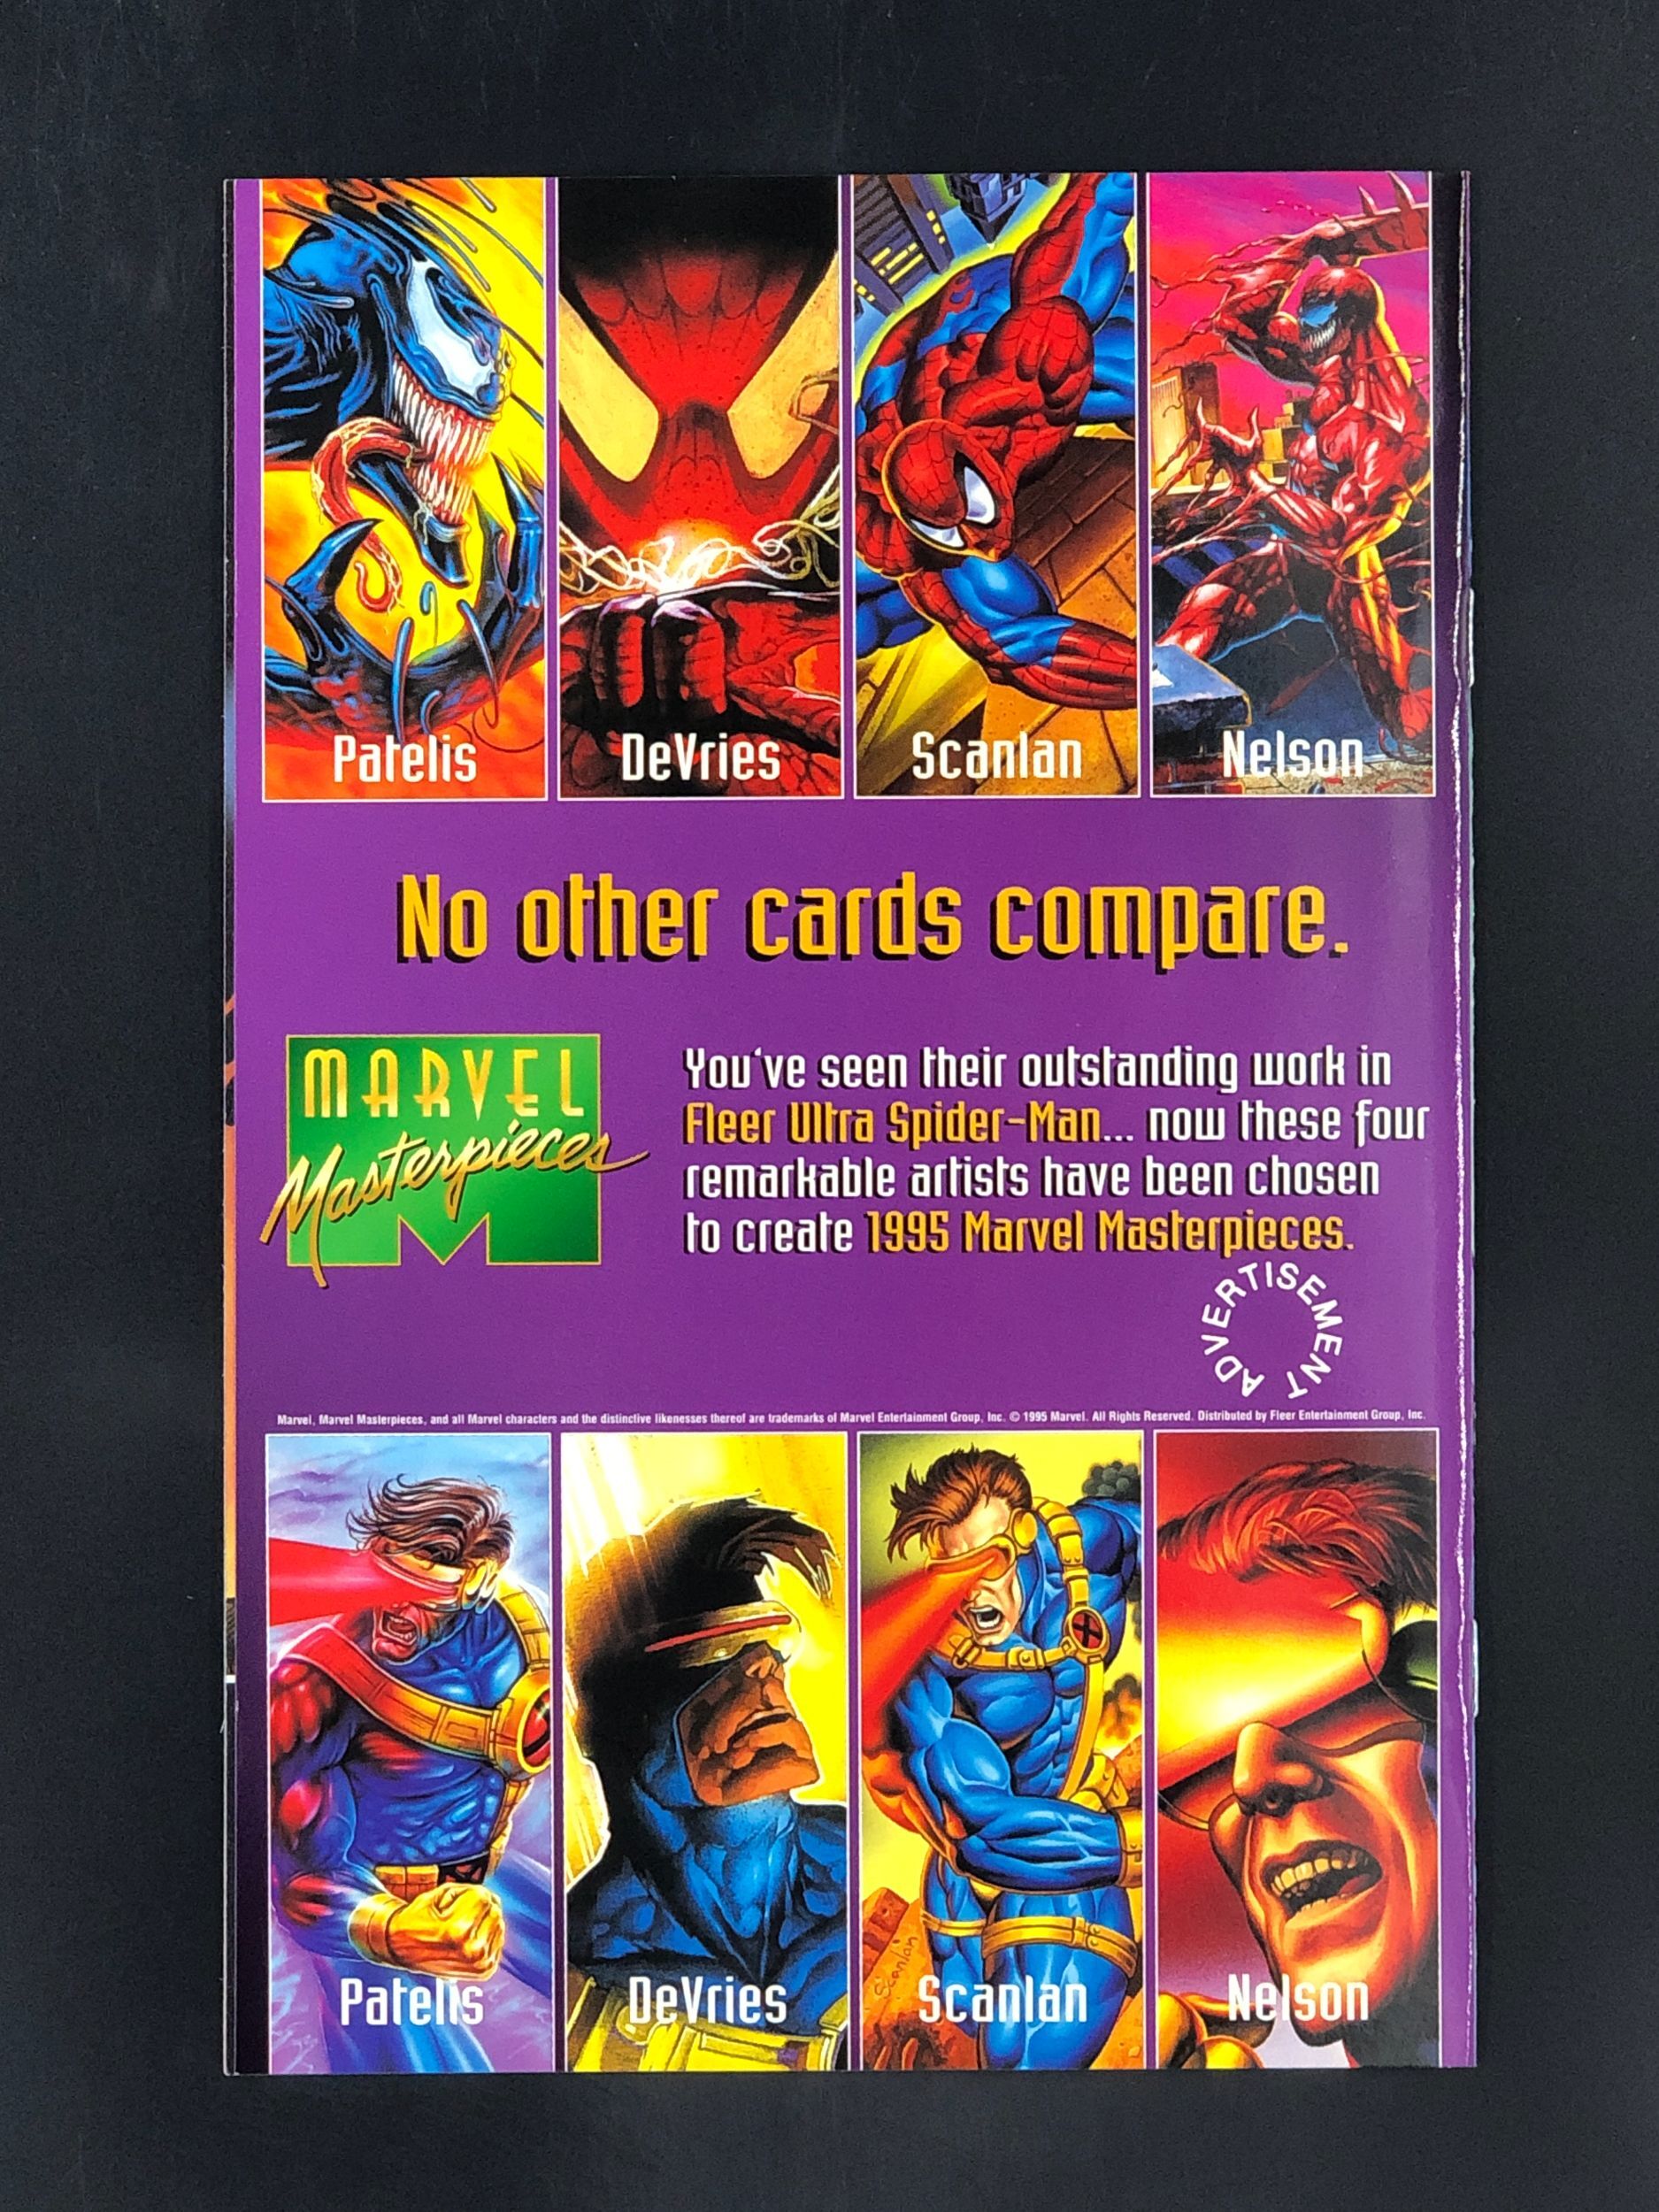 Patelis
DeVries
Scanlan
Nelson
No other cards compare.
MARVEL
Masterpieces
You've seen their outstanding work in
Fleer Ultra Spider-Man... now these four
remarkable artists have been chosen
to create 1995 Marvel Masterpieces.
ADVERTISEMENT
Marvel, Marvel Masterpieces, and all Marvel characters and the distinctive likenesses thereof are trademarks of Marvel Entertainment Group, Inc. © 1995 Marvel. All Rights Reserved. Distributed by Fleer Entertainment Group, Inc.
Scanlan
Patelis
DeVries
Scanlan
Nelson